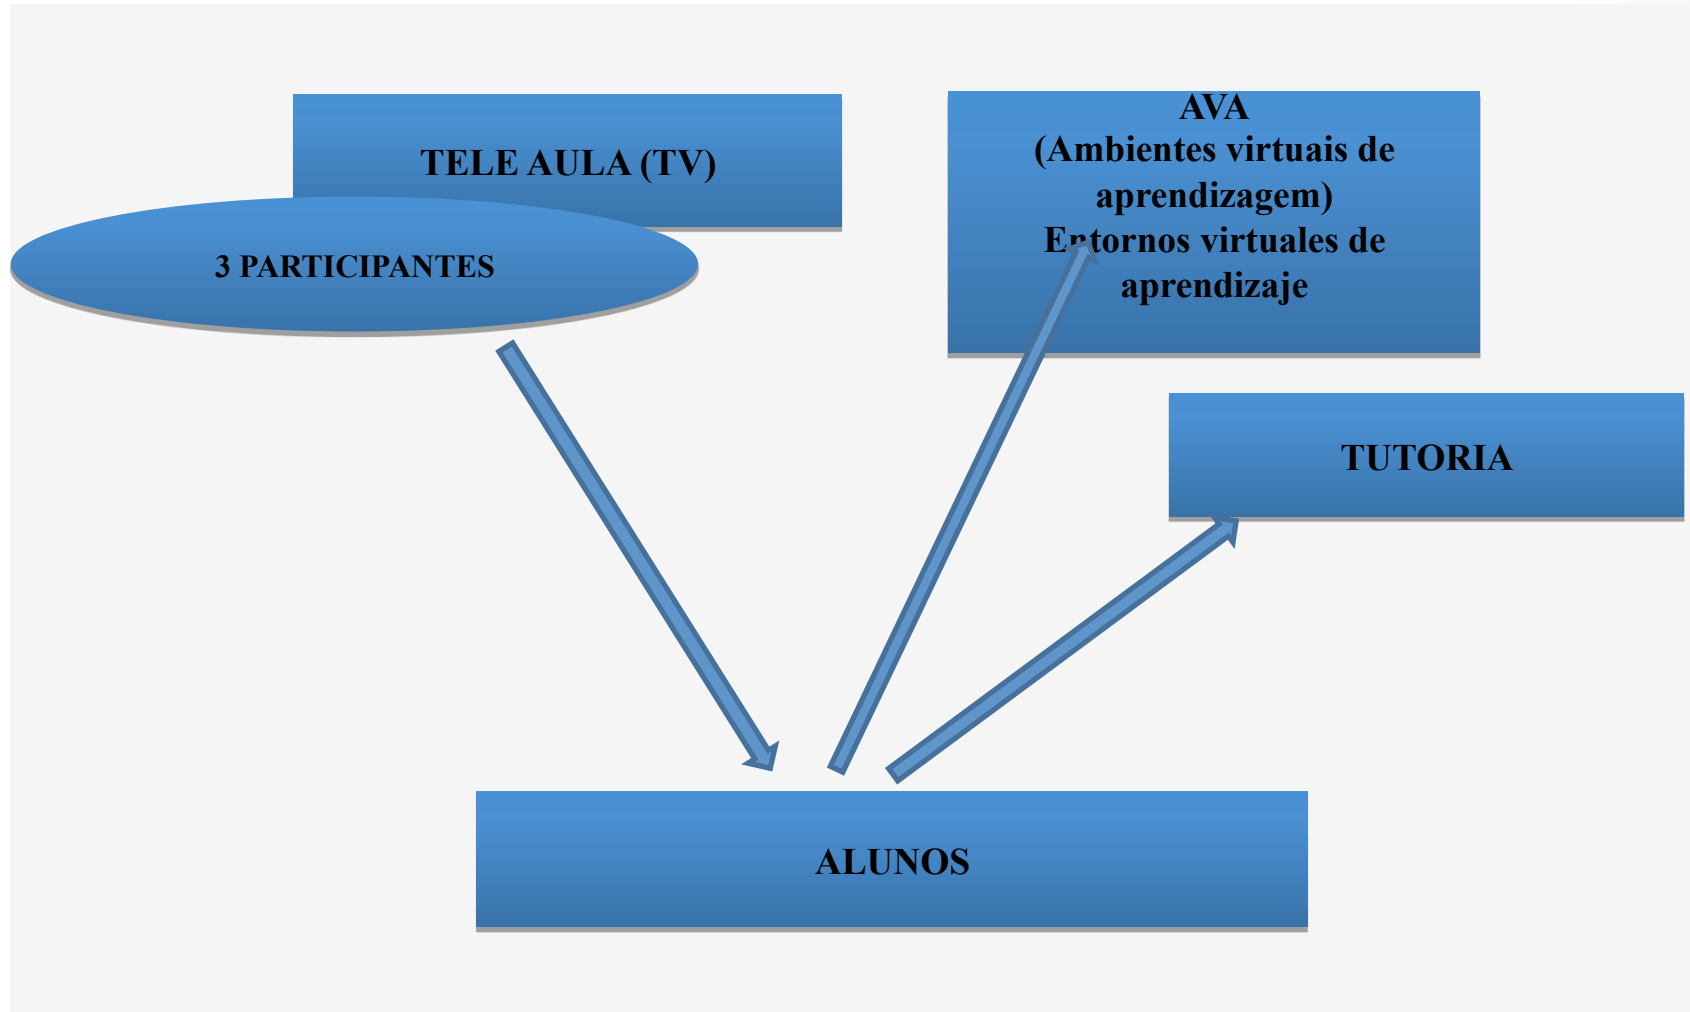 TELE AULA (TV)
3 PARTICIPANTES
AVA
(Ambientes virtuais de
aprendizagem)
Entornos virtuales de
aprendizaje
TUTORIA
ALUNOS